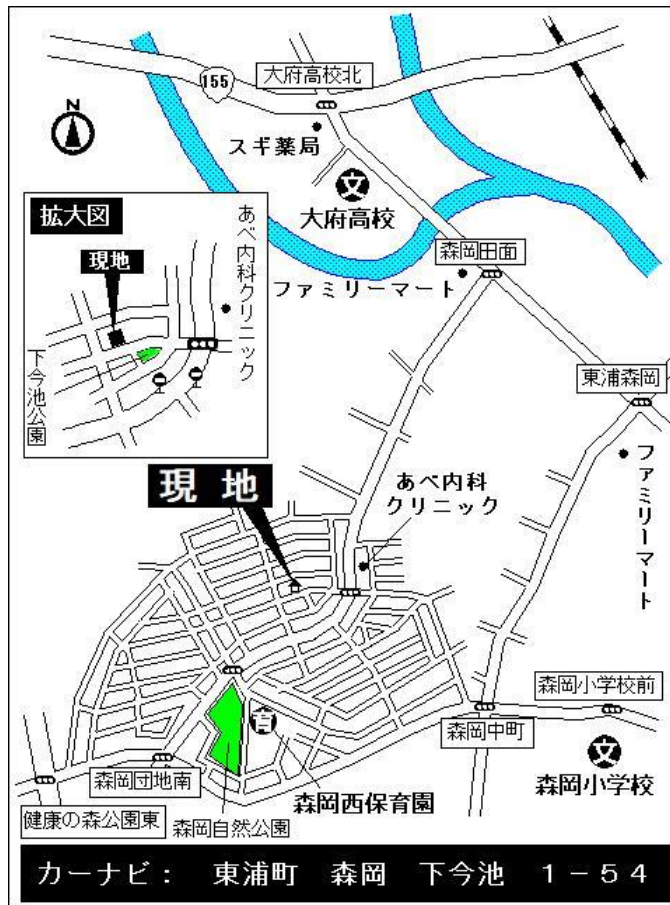 大府高校北
155
N
スギ薬局
大府高校
文
拡大図
現地
あべ内科クリニック
下今池公園
森岡田面
ファミリーマート
東浦森岡
ファミリーマート
現 地
あべ内科
クリニック
森岡小学校前
森岡中町
文
森岡小学校
育
森岡西保育園
森岡団地南
健康の森公園東
森岡自然公園
カーナビ： 東浦町 森岡 下今池 1－54